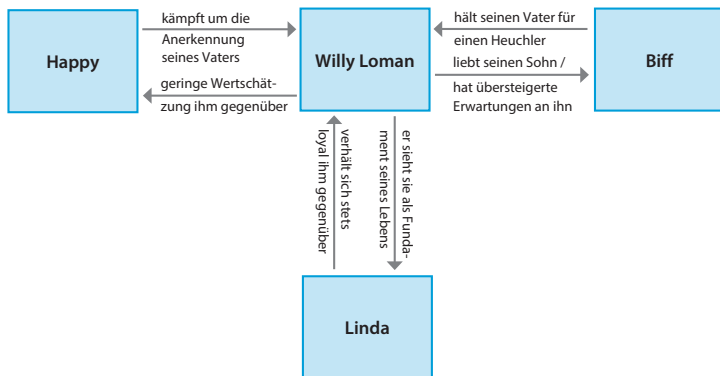 Happy
kämpft um die
Anerkennung
seines Vaters
geringe Wertschät-
zung ihm gegenüber
Willy Loman
hält seinen Vater für
einen Heuchler
liebt seinen Sohn /
hat übersteigerte
Erwartungen an ihn
Biff
verhält sich stets
loyal ihm gegenüber
er sieht sie als Funda-
ment seines Lebens
Linda